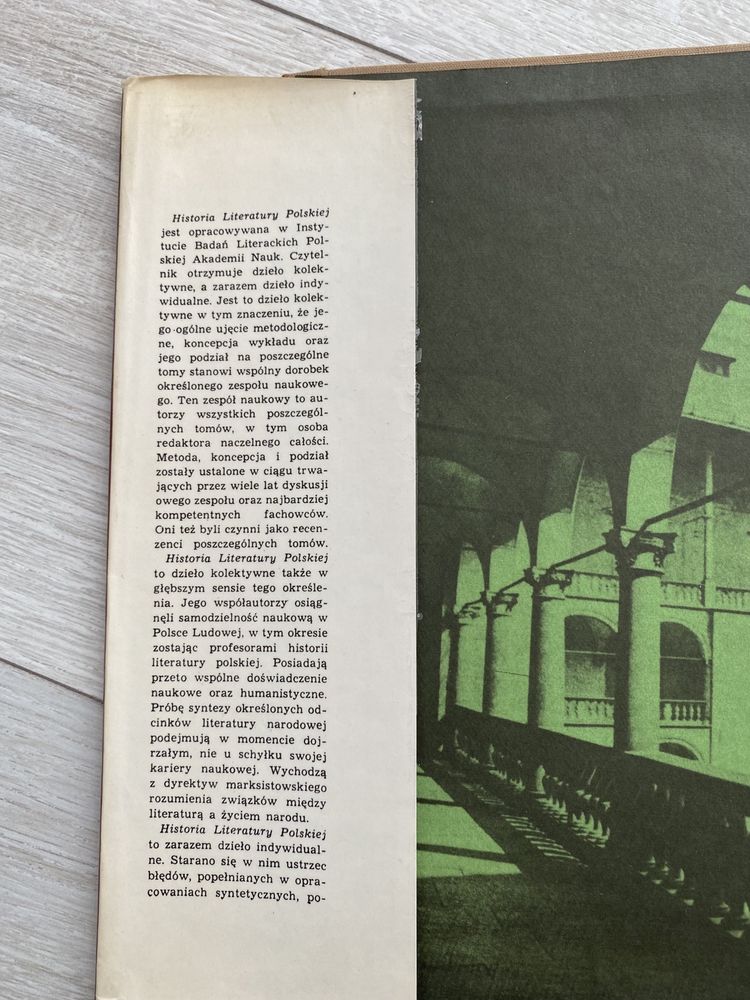 Historia Literatury Polskiej
jest opracowywana w Insty-
tucie Badań Literackich Pol-
skiej Akademii Nauk. Czytel-
nik otrzymuje dzieło kolek-
tywne, a zarazem dzieło indy-
widualne. Jest to dzieło kolek-
tywne w tym znaczeniu, że je-
go ogólne ujęcie metodologicz-
ne, koncepcja wykładu oraz
jego podział na poszczególne
tomy stanowi wspólny dorobek
określonego zespołu naukowe-
go. Ten zespół naukowy to au-
torzy wszystkich poszczegól-
nych tomów, w tym osoba
redaktora naczelnego całości.
Metoda, koncepcja i podział
zostały ustalone w ciągu trwa-
jących przez wiele lat dyskusji
owego zespołu oraz najbardziej
kompetentnych fachowców.
Oni też byli czynni jako recen-
zenci poszczególnych tomów.
Historia Literatury Polskiej
to dzieło kolektywne także w
głębszym sensie tego określe-
nia. Jego współautorzy osiąg-
nęli samodzielność naukową w
Polsce Ludowej, w tym okresie
zostając profesorami historii
literatury polskiej. Posiadają
przeto wspólne doświadczenie
naukowe oraz humanistyczne.
Próbę syntezy określonych od-
cinków literatury narodowej
podejmują w momencie doj-
rzałym, nie u schyłku swojej
kariery naukowej. Wychodzą
z dyrektyw marksistowskiego
rozumienia związków między
literaturą a życiem narodu.
Historia Literatury Polskiej
to zarazem dzieło indywidual-
ne. Starano się w nim ustrzec
błędów, popełnianych w opra-
cowaniach syntetycznych, po-